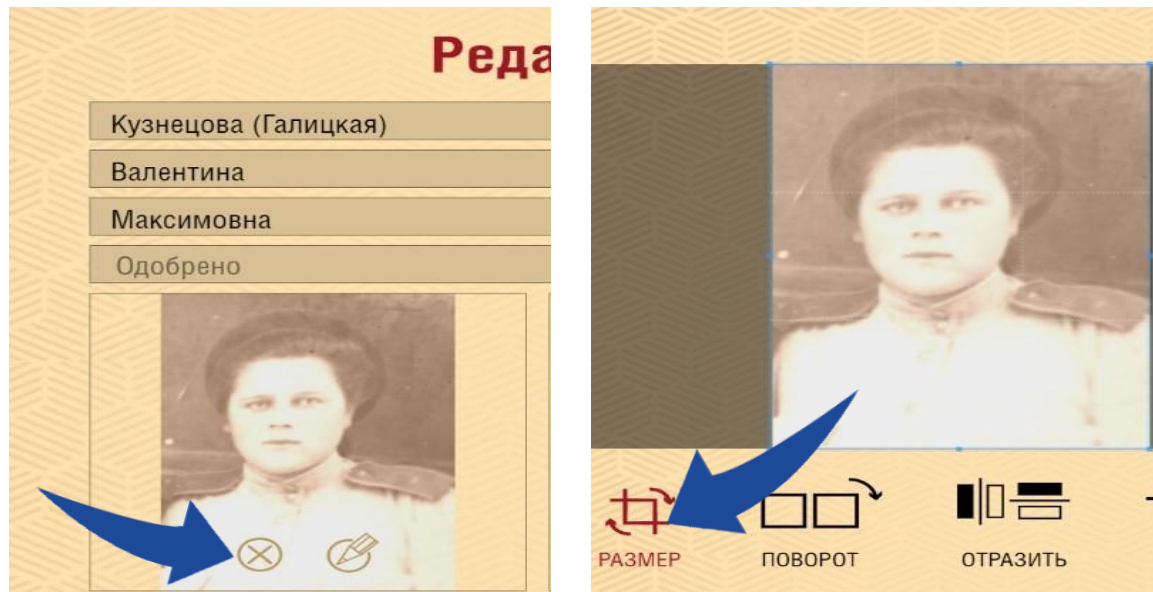 Реда
Кузнецова (Галицкая)
Валентина
Максимовна
Одобрено
РАЗМЕР
ПОВОРОТ
ОТРАЗИТЬ